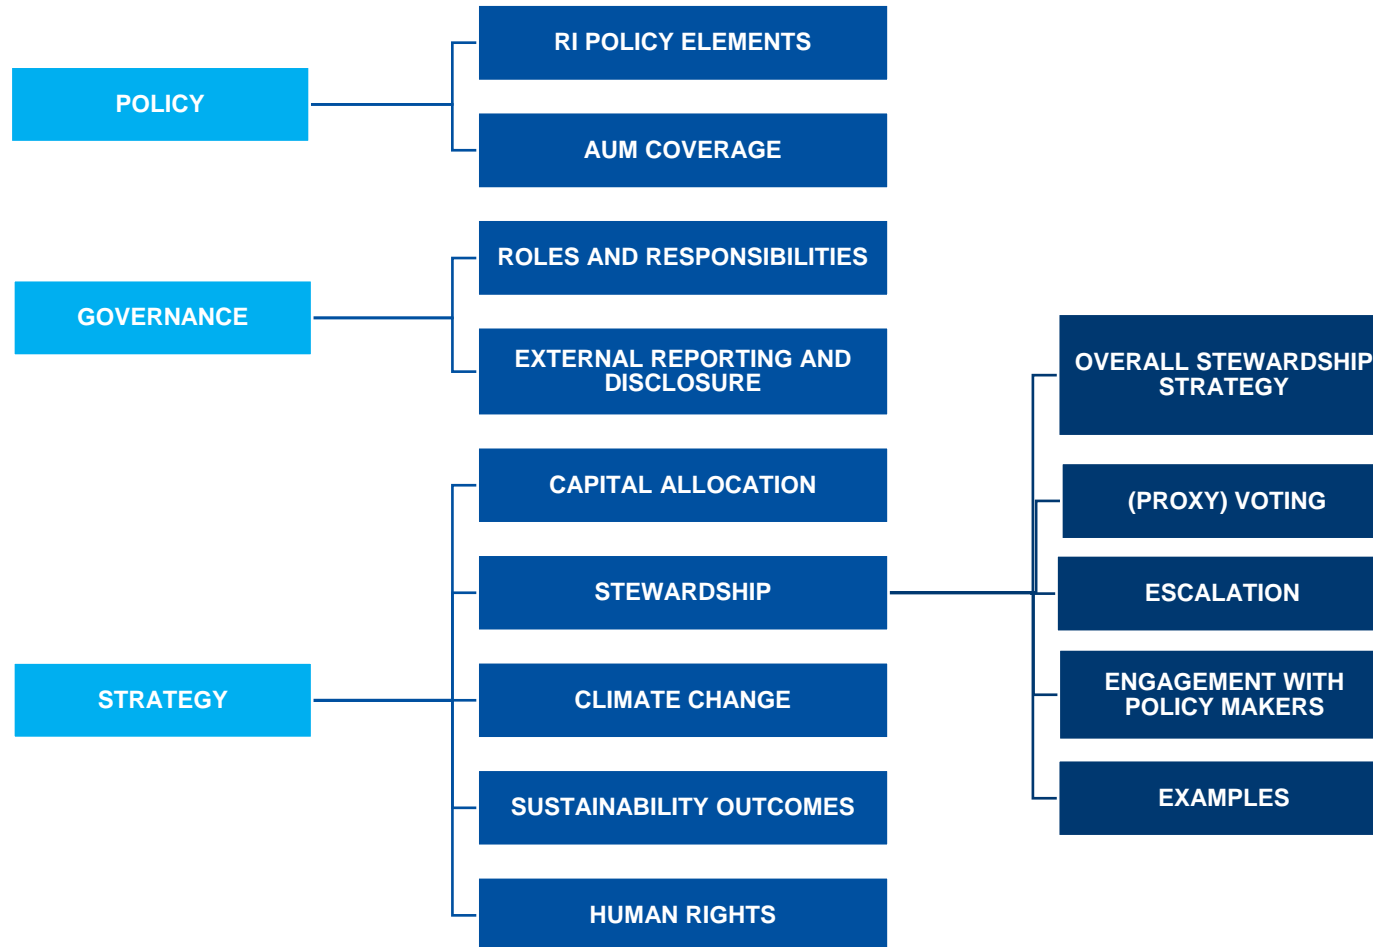 POLICY
RI POLICY ELEMENTS
AUM COVERAGE
GOVERNANCE
ROLES AND RESPONSIBILITIES
EXTERNAL REPORTING AND
DISCLOSURE
STRATEGY
CAPITAL ALLOCATION
STEWARDSHIP
CLIMATE CHANGE
SUSTAINABILITY OUTCOMES
HUMAN RIGHTS
OVERALL STEWARDSHIP
STRATEGY
(PROXY) VOTING
ESCALATION
ENGAGEMENT WITH
POLICY MAKERS
EXAMPLES